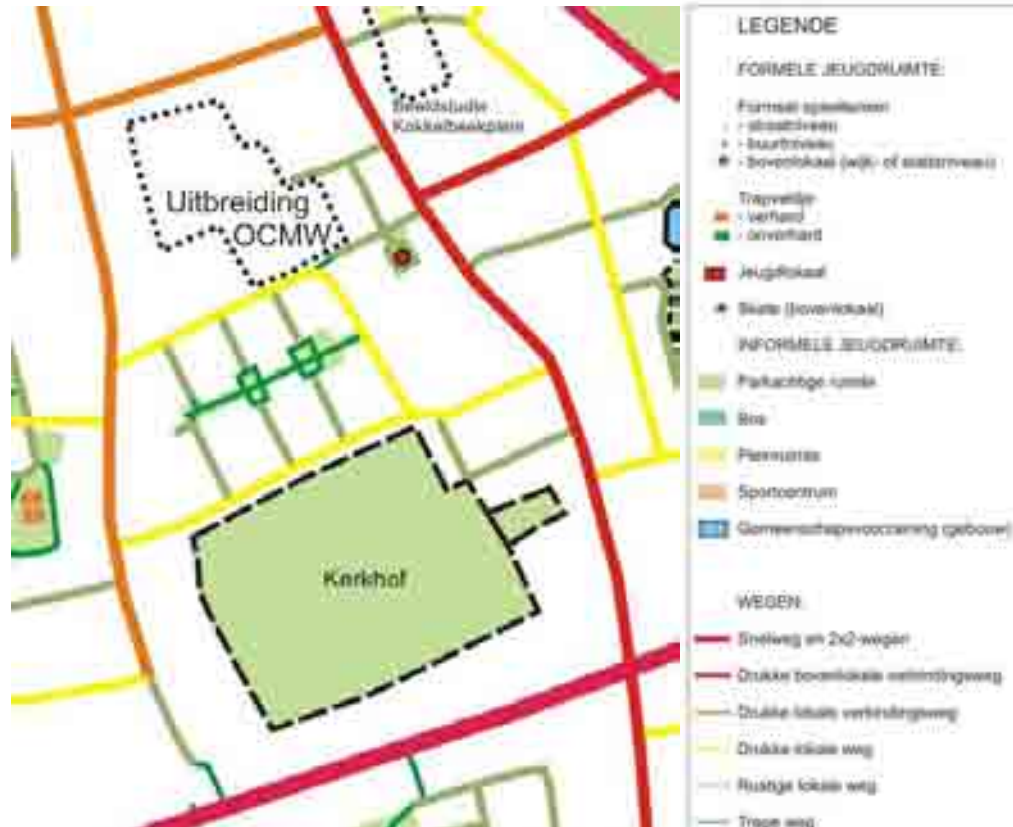 Beeldstudie
Kokkelbeekplein
Uitbreiding
OCMW
Kerkhof
LEGENDE
FORMELE JEUGDRUIMTE:
Formeel speelterrein
- straatniveau
- buurtniveau
- bovenlokaal (wijk- of stadsniveau)
Trapveldje
- verhard
- onverhard
Jeugdlokaal
Skate (bovenlokaal)
INFORMELE JEUGDRUIMTE:
Parkachtige ruimte
Bos
Pleinruimte
Sportcentrum
Gemeenschapsvoorziening (gebouw)
WEGEN:
Snelweg en 2x2-wegen
Drukke bovenlokale verbindingsweg
Drukke lokale verbindingsweg
Drukke lokale weg
Rustige lokale weg
Trage weg